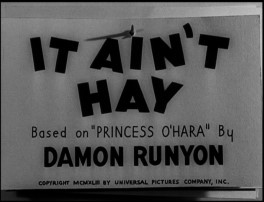 IT AIN'T
HAY
Based on "PRINCESS O'HARA" By
DAMON RUNYON
COPYRIGHT MCMXLIII BY UNIVERSAL PICTURES COMPANY, INC.